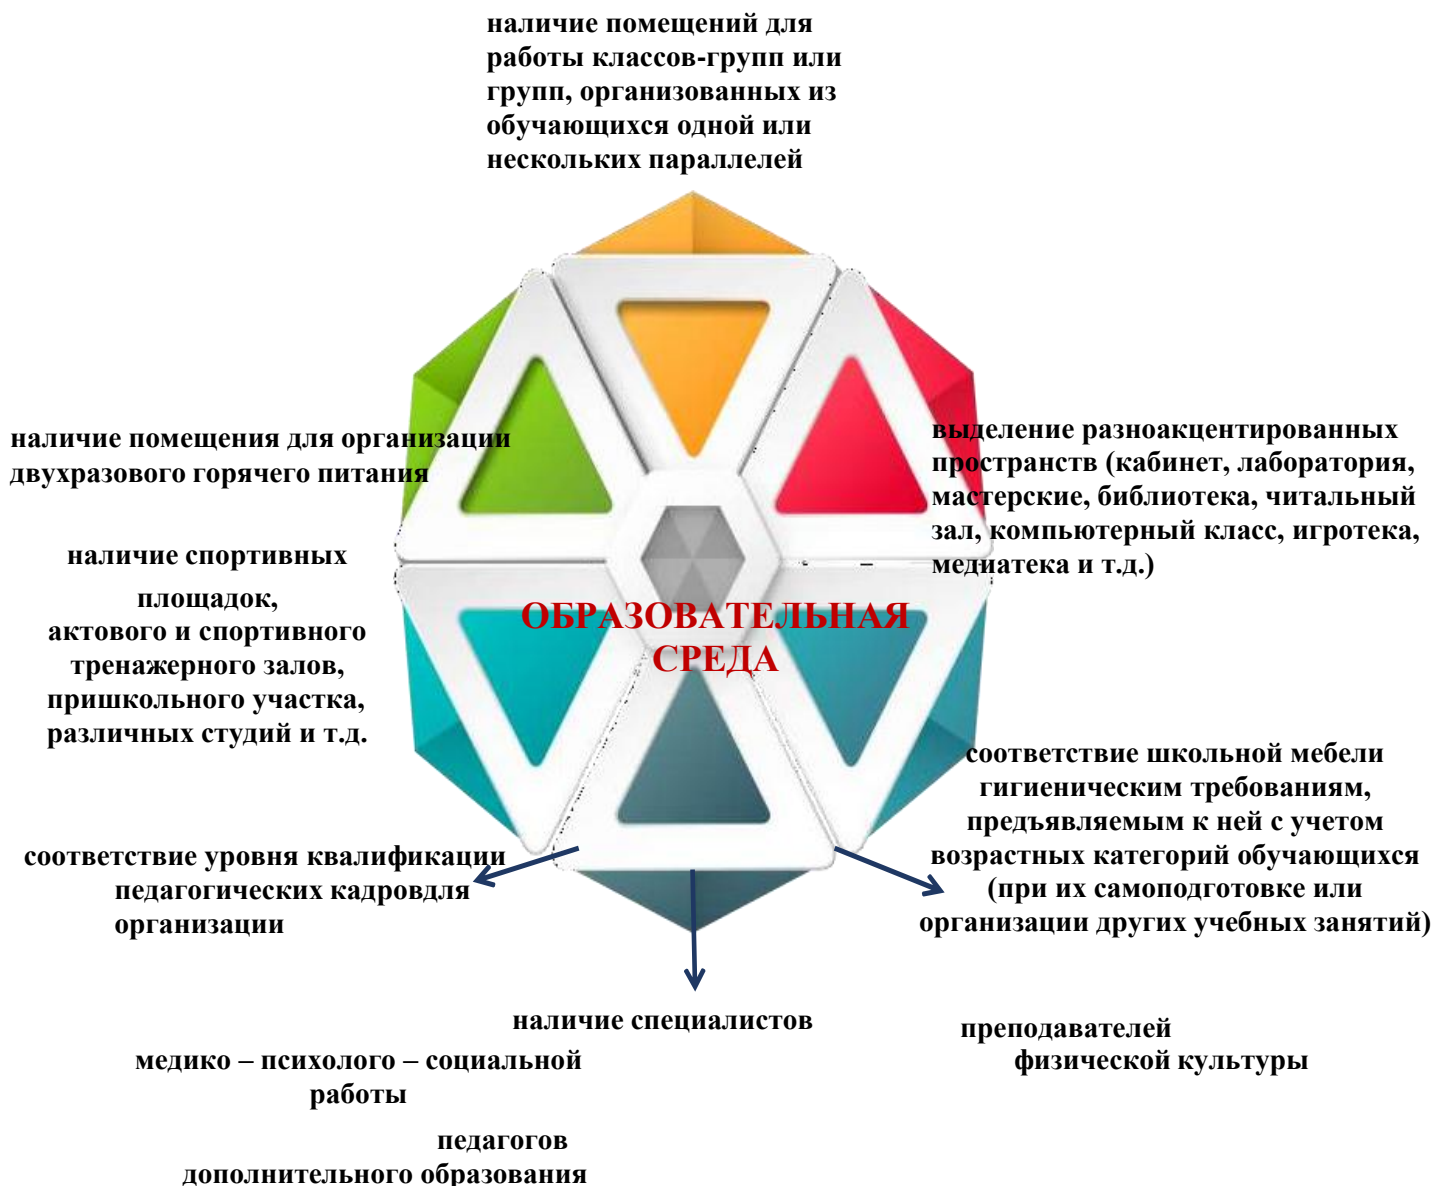 наличие помещений для
работы классов-групп или
групп, организованных из
обучающихся одной или
нескольких параллелей
наличие помещения для организации
двухразового горячего питания
выделение разноакцентированных
пространств (кабинет, лаборатория,
мастерские, библиотека, читальный
зал, компьютерный класс, игротека,
медиатека и т.д.)
наличие спортивных
площадок,
актового и спортивного
тренажерного залов,
пришкольного участка,
различных студий и т.д.
ОБРАЗОВАТЕЛЬНАЯ
СРЕДА
соответствие школьной мебели
гигиеническим требованиям,
предъявляемым к ней с учетом
возрастных категорий обучающихся
(при их самоподготовке или
организации других учебных занятий)
соответствие уровня квалификации
педагогических кадровдля
организации
наличие специалистов
медико – психолого – социальной
работы
преподавателей
физической культуры
педагогов
дополнительного образования